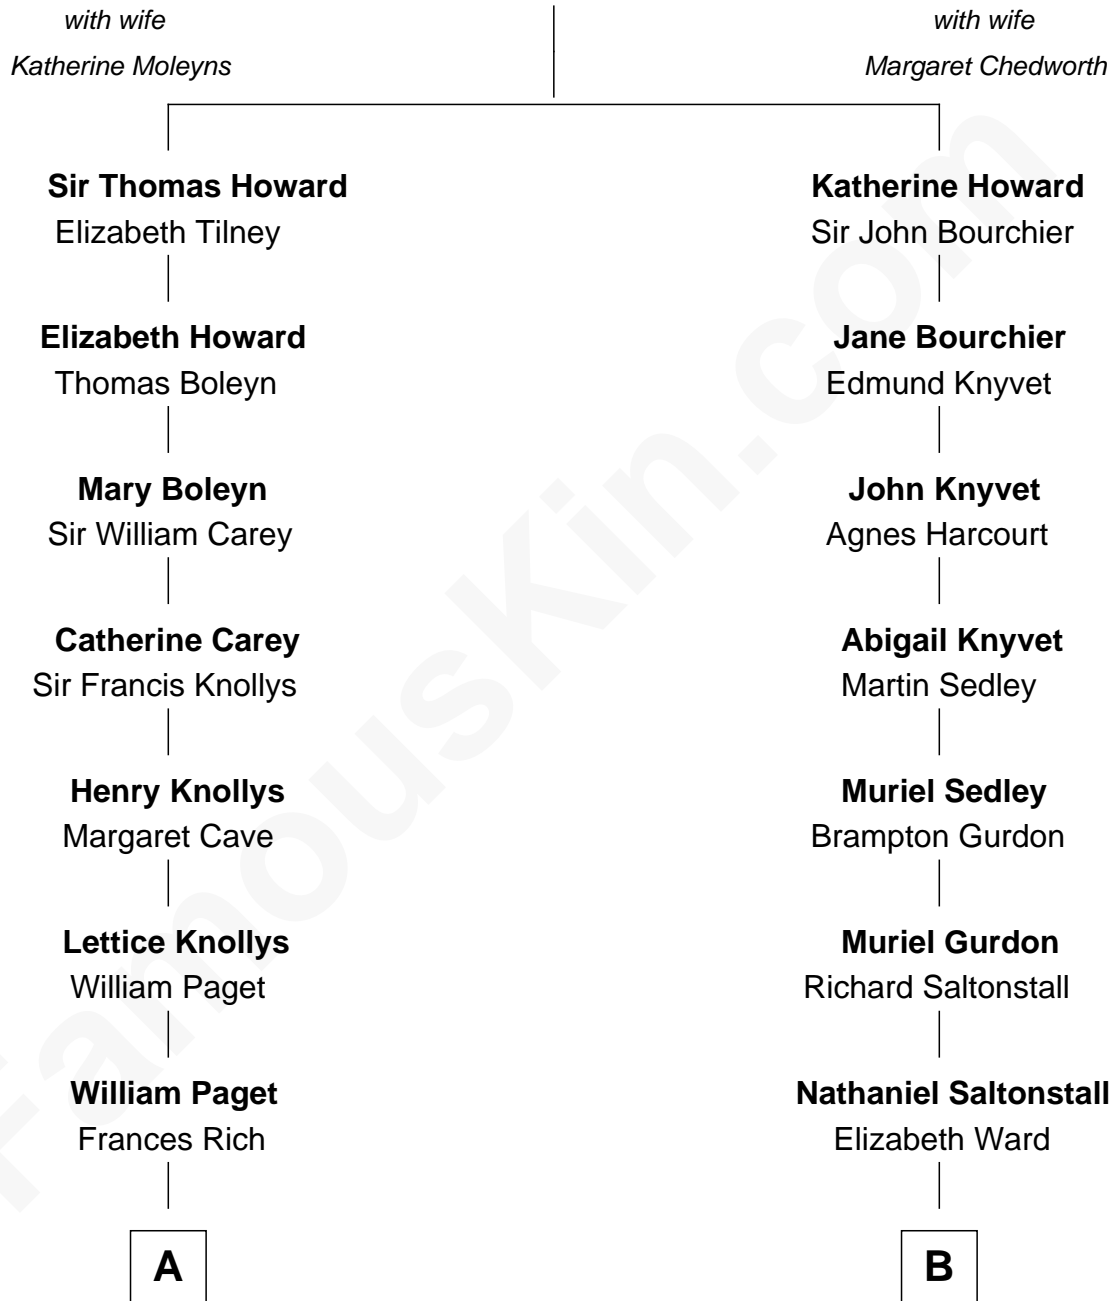 with wife
Katherine Moleyns
with wife
Margaret Chedworth
Sir Thomas Howard
Elizabeth Tilney
Katherine Howard
Sir John Bourchier
Elizabeth Howard
Thomas Boleyn
Jane Bourchier
Edmund Knyvet
Mary Boleyn
Sir William Carey
John Knyvet
Agnes Harcourt
Catherine Carey
Sir Francis Knollys
Abigail Knyvet
Martin Sedley
Henry Knollys
Margaret Cave
Muriel Sedley
Brampton Gurdon
Lettice Knollys
William Paget
Muriel Gurdon
Richard Saltonstall
William Paget
Frances Rich
Nathaniel Saltonstall
Elizabeth Ward
A
B
FamousKin.com